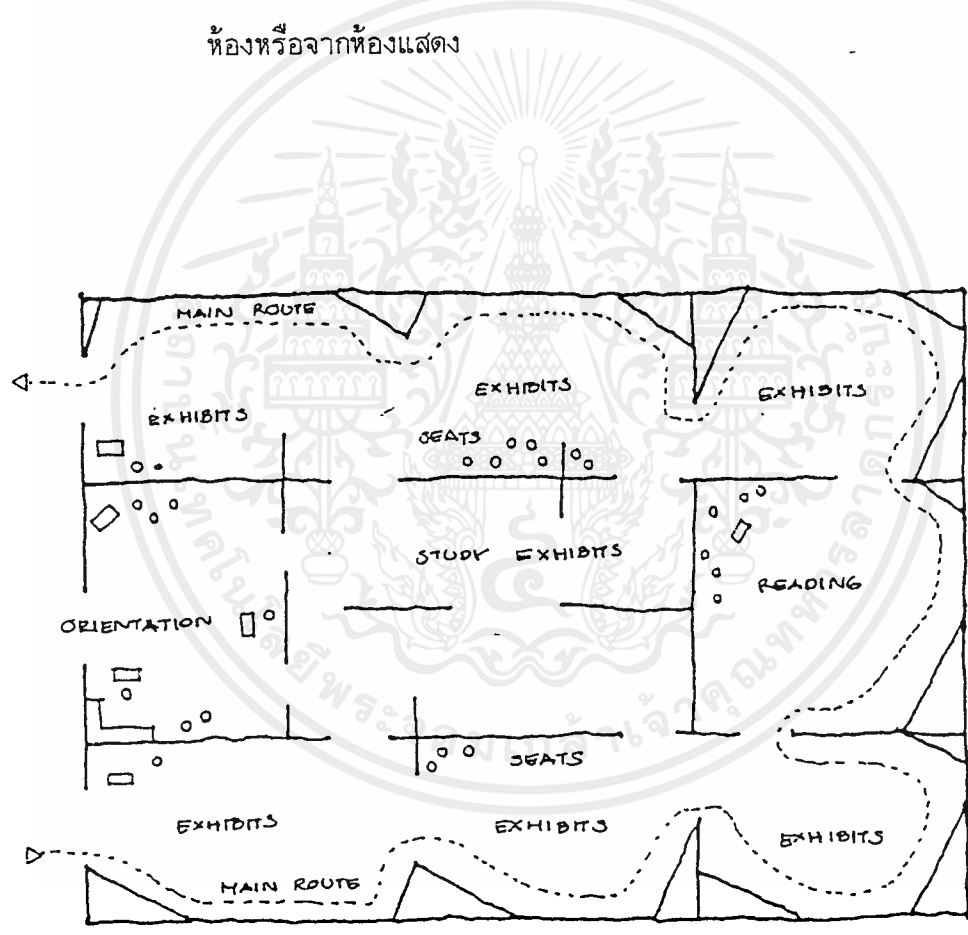 ห้องหรือจากห้องแสดง
MAIN ROUTE
EXHIBITS
EXHIBITS
EXHIBITS
SEATS
STUDY EXHIBITS
READING
ORIENTATION
SEATS
EXHIBITS
EXHIBITS
EXHIBITS
MAIN ROUTE